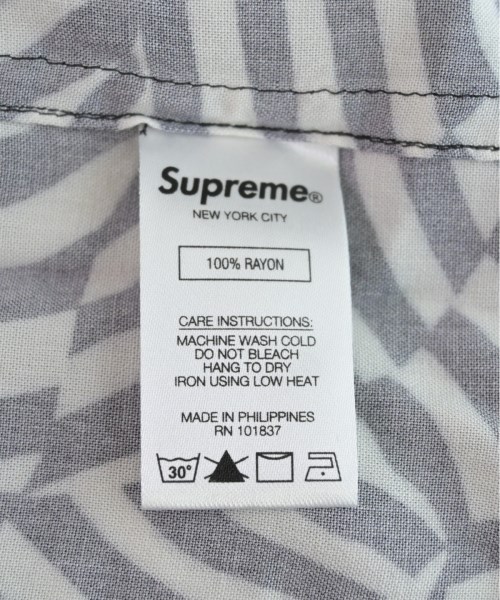 Supreme®
NEW YORK CITY
100% RAYON
CARE INSTRUCTIONS:
MACHINE WASH COLD
DO NOT BLEACH
HANG TO DRY
IRON USING LOW HEAT
MADE IN PHILIPPINES
RN 101837
30°